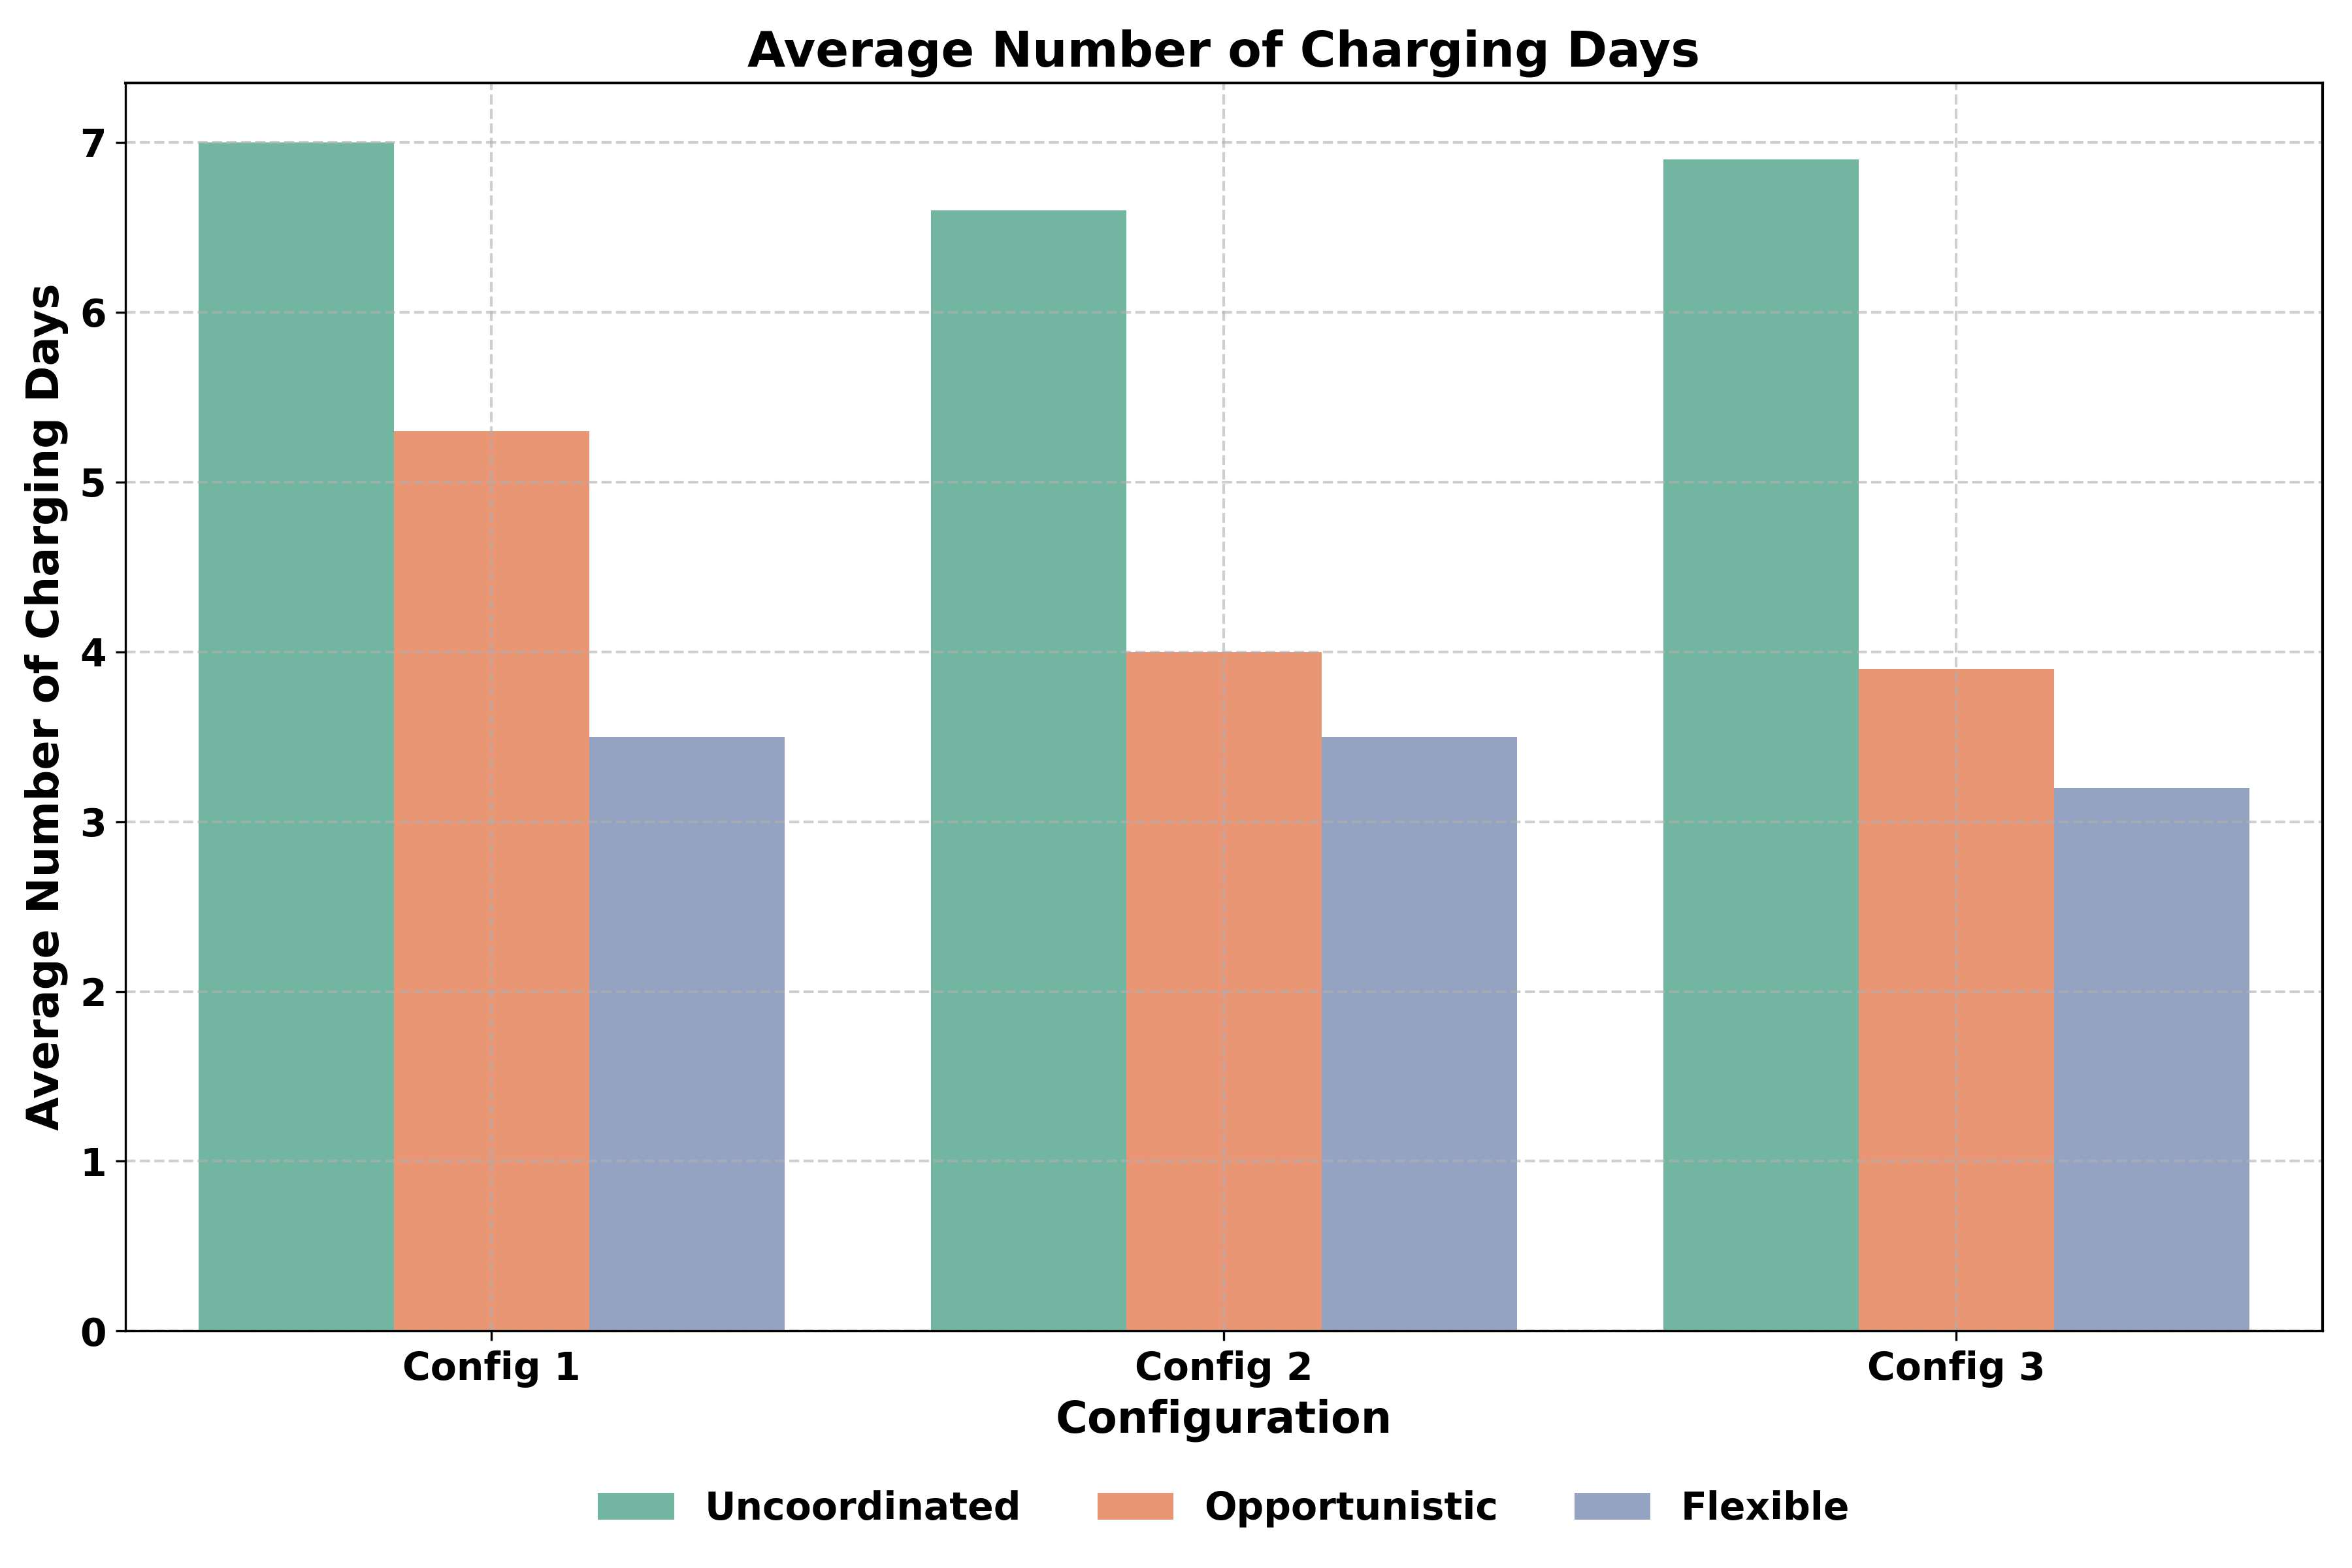 Average Number of Charging Days
Average Number of Charging Days
7
6
5
4
3
2
1
0
Config 1 Config 2 Config 3
Configuration
Uncoordinated Opportunistic Flexible